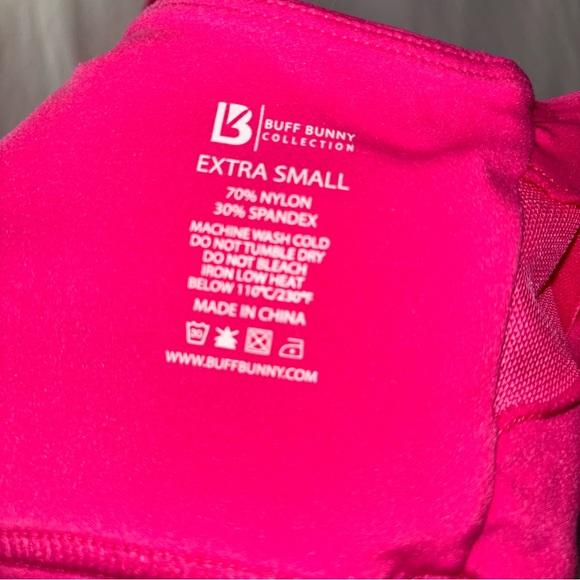 BUFF BUNNY
COLLECTION
EXTRA SMALL
70% NYLON
30% SPANDEX
MACHINE WASH COLD
DO NOT TUMBLE DRY
DO NOT BLEACH
IRON LOW HEAT
BELOW 110°C/230°F
MADE IN CHINA
30
WWW.BUFFBUNNY.COM